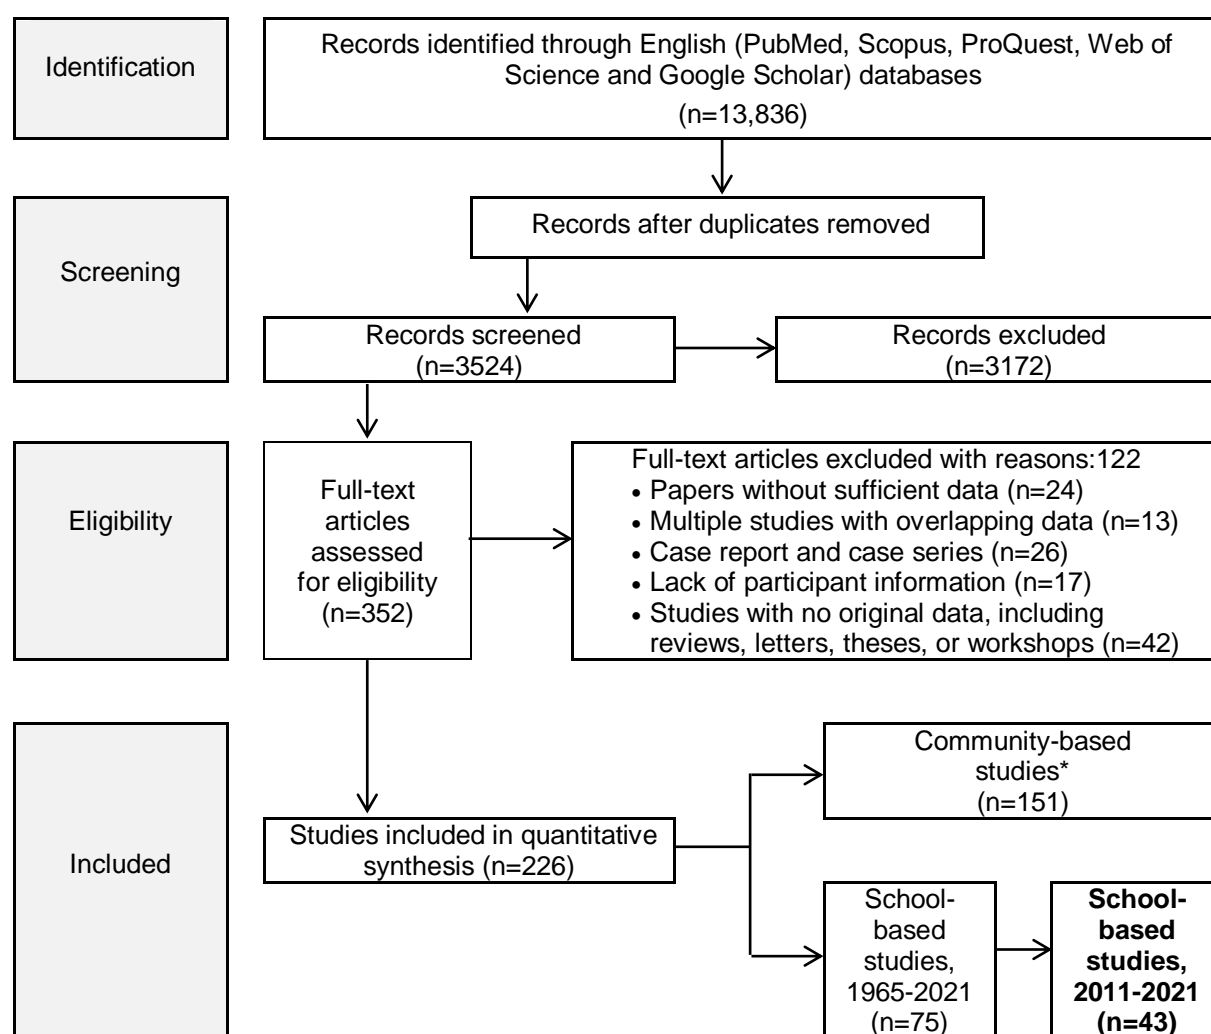 Identification
Records identified through English (PubMed, Scopus, ProQuest, Web of
Science and Google Scholar) databases
(n=13,836)
Screening
Records after duplicates removed
Records screened
(n=3524)
Records excluded
(n=3172)
Eligibility
Full-text
articles
assessed
for eligibility
(n=352)
Full-text articles excluded with reasons:122
• Papers without sufficient data (n=24)
• Multiple studies with overlapping data (n=13)
• Case report and case series (n=26)
• Lack of participant information (n=17)
• Studies with no original data, including
reviews, letters, theses, or workshops (n=42)
Included
Studies included in quantitative
synthesis (n=226)
Community-based
studies*
(n=151)
School-
based
studies,
1965-2021
(n=75)
School-
based
studies,
2011-2021
(n=43)